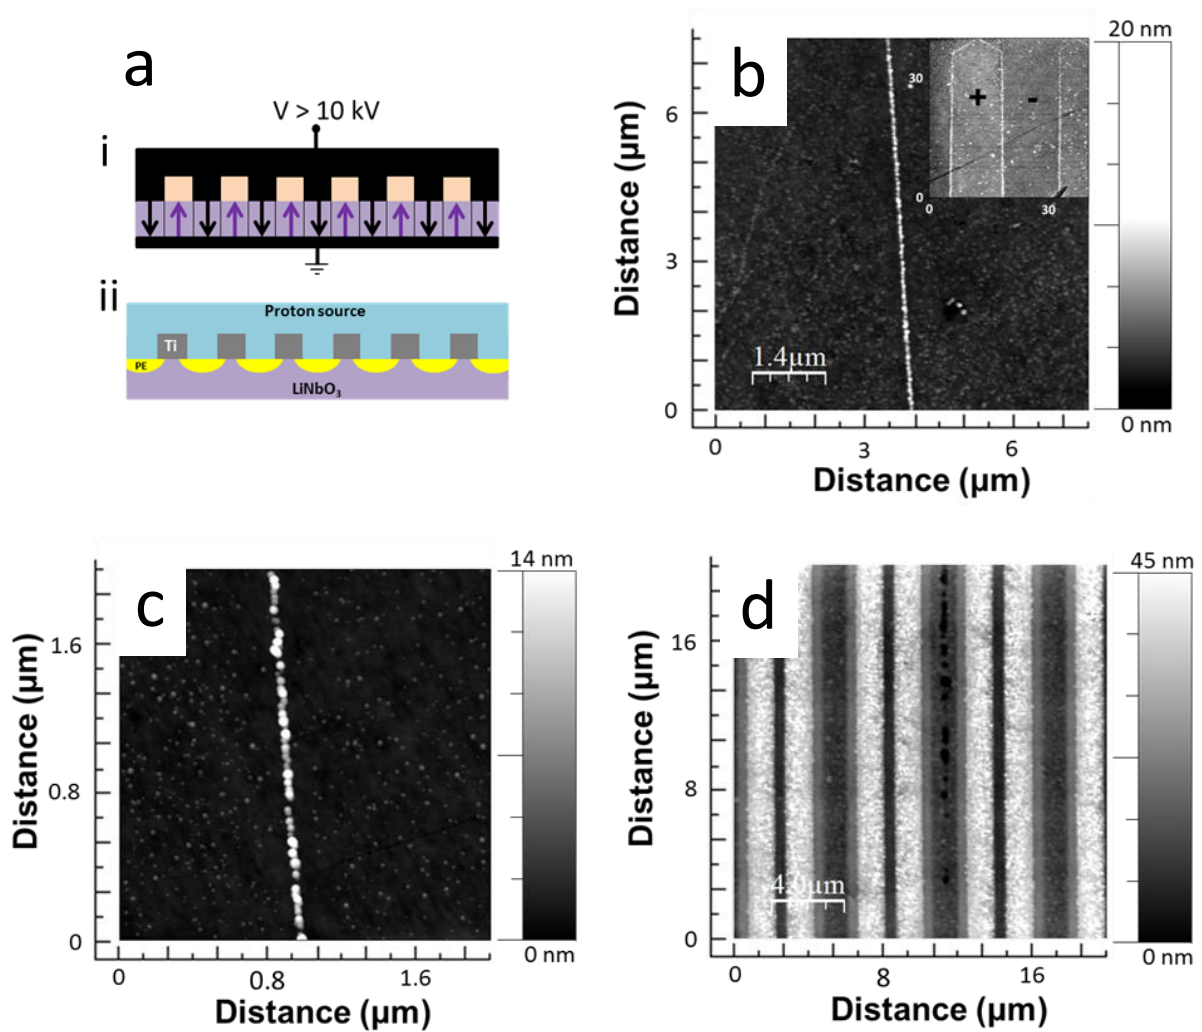 a
V > 10 kV
i
ii
Proton source
Ti
PE
LiNbO3
b
20 nm
0 nm
30
+
-
0
0
30
6
3
0
1.4µm
0
3
6
Distance (µm)
Distance (µm)
c
14 nm
0 nm
1.6
0.8
0
0
0.8
1.6
Distance (µm)
Distance (µm)
d
45 nm
0 nm
16
8
0
4.0µm
0
8
16
Distance (µm)
Distance (µm)